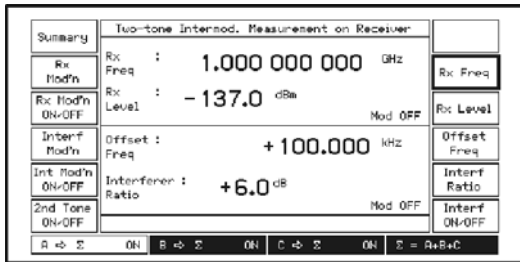 Two-tone Intermod. Measurement on Receiver
Summary
Rx Mod'n
Rx Mod'n ON/OFF
Interf Mod'n
Int Mod'n ON/OFF
2nd Tone ON/OFF
Rx Freq : 1.000 000 000 GHz
Rx Level : -137.0 dBm
Mod OFF
Offset Freq : +100.000 kHz
Interferer Ratio : +6.0 dB
Mod OFF
Rx Freq
Rx Level
Offset Freq
Interf Ratio
Interf ON/OFF
A ⇨ Σ ON B ⇨ Σ ON C ⇨ Σ ON Σ = A+B+C